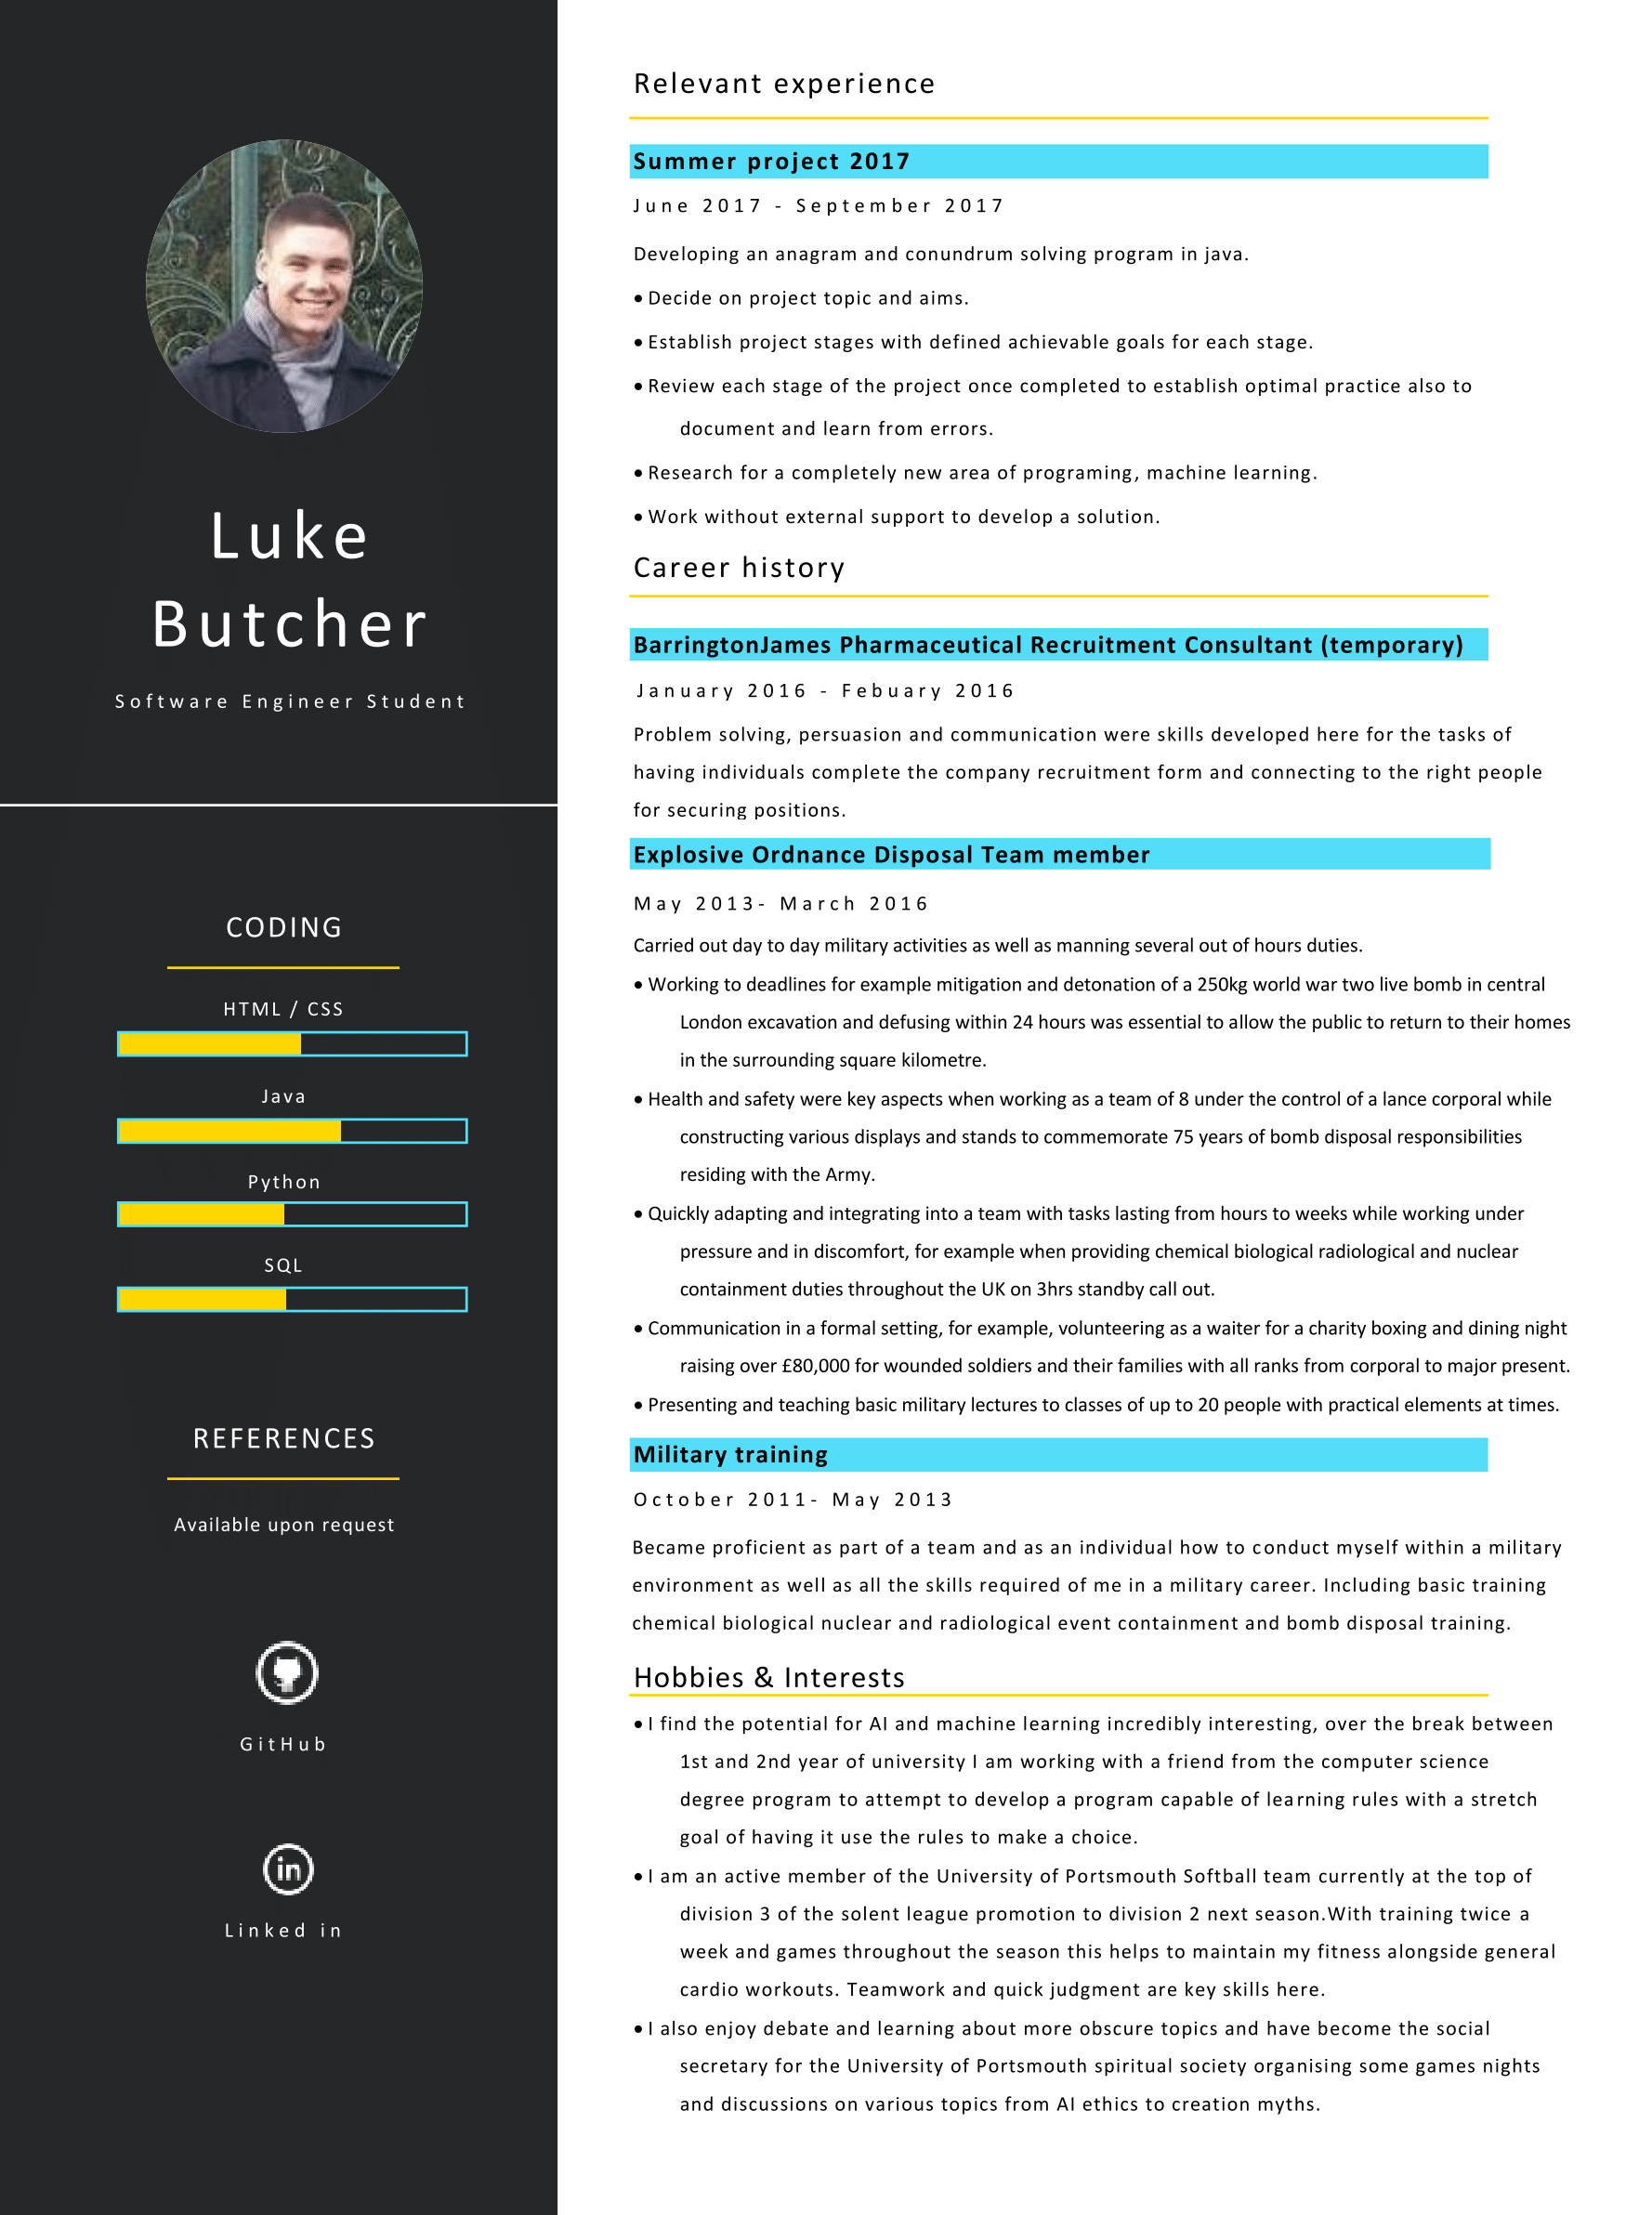 Luke
Butcher
Software Engineer Student
CODING
HTML / CSS
Java
Python
SQL
REFERENCES
Available upon request
GitHub
in
Linked in
Relevant experience
Summer project 2017
June 2017 - September 2017
Developing an anagram and conundrum solving program in java.
• Decide on project topic and aims.
• Establish project stages with defined achievable goals for each stage.
• Review each stage of the project once completed to establish optimal practice also to
document and learn from errors.
• Research for a completely new area of programing, machine learning.
• Work without external support to develop a solution.
Career history
BarringtonJames Pharmaceutical Recruitment Consultant (temporary)
January 2016 - Febuary 2016
Problem solving, persuasion and communication were skills developed here for the tasks of
having individuals complete the company recruitment form and connecting to the right people
for securing positions.
Explosive Ordnance Disposal Team member
May 2013- March 2016
Carried out day to day military activities as well as manning several out of hours duties.
• Working to deadlines for example mitigation and detonation of a 250kg world war two live bomb in central
London excavation and defusing within 24 hours was essential to allow the public to return to their homes
in the surrounding square kilometre.
• Health and safety were key aspects when working as a team of 8 under the control of a lance corporal while
constructing various displays and stands to commemorate 75 years of bomb disposal responsibilities
residing with the Army.
• Quickly adapting and integrating into a team with tasks lasting from hours to weeks while working under
pressure and in discomfort, for example when providing chemical biological radiological and nuclear
containment duties throughout the UK on 3hrs standby call out.
• Communication in a formal setting, for example, volunteering as a waiter for a charity boxing and dining night
raising over £80,000 for wounded soldiers and their families with all ranks from corporal to major present.
• Presenting and teaching basic military lectures to classes of up to 20 people with practical elements at times.
Military training
October 2011- May 2013
Became proficient as part of a team and as an individual how to conduct myself within a military
environment as well as all the skills required of me in a military career. Including basic training
chemical biological nuclear and radiological event containment and bomb disposal training.
Hobbies & Interests
• I find the potential for AI and machine learning incredibly interesting, over the break between
1st and 2nd year of university I am working with a friend from the computer science
degree program to attempt to develop a program capable of learning rules with a stretch
goal of having it use the rules to make a choice.
• I am an active member of the University of Portsmouth Softball team currently at the top of
division 3 of the solent league promotion to division 2 next season.With training twice a
week and games throughout the season this helps to maintain my fitness alongside general
cardio workouts. Teamwork and quick judgment are key skills here.
• I also enjoy debate and learning about more obscure topics and have become the social
secretary for the University of Portsmouth spiritual society organising some games nights
and discussions on various topics from AI ethics to creation myths.